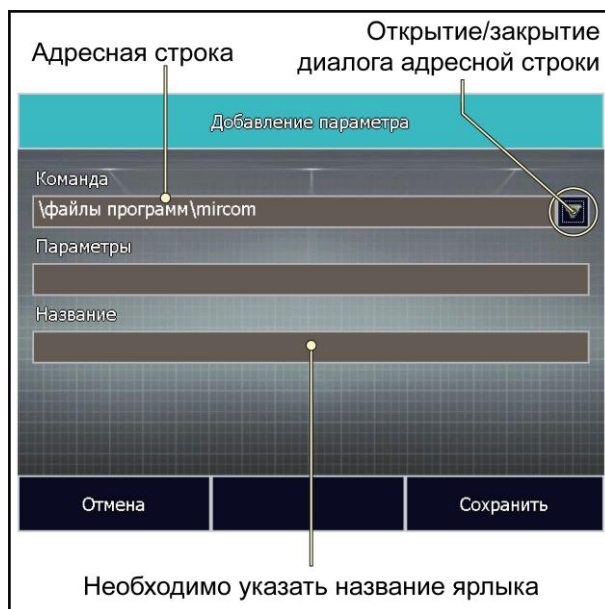 Адресная строка
Открытие/закрытие
диалога адресной строки
Добавление параметра
Команда
\файлы программ\mircom
Параметры
Название
Отмена
Сохранить
Необходимо указать название ярлыка